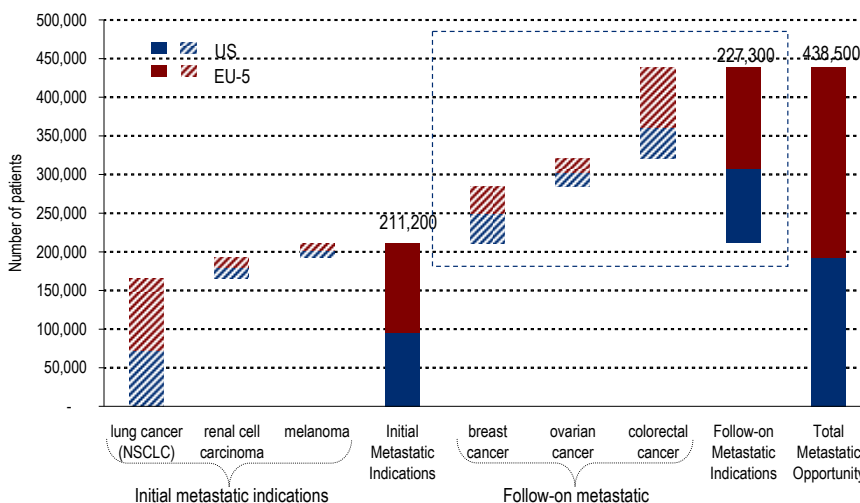 500,000
450,000
400,000
350,000
300,000
250,000
200,000
150,000
100,000
50,000
-
Number of patients
US
EU-5
211,200
227,300
438,500
lung cancer
(NSCLC)
renal cell
carcinoma
melanoma
Initial
Metastatic
Indications
breast
cancer
ovarian
cancer
colorectal
cancer
Follow-on
Metastatic
Indications
Total
Metastatic
Opportunity
Initial metastatic indications
Follow-on metastatic